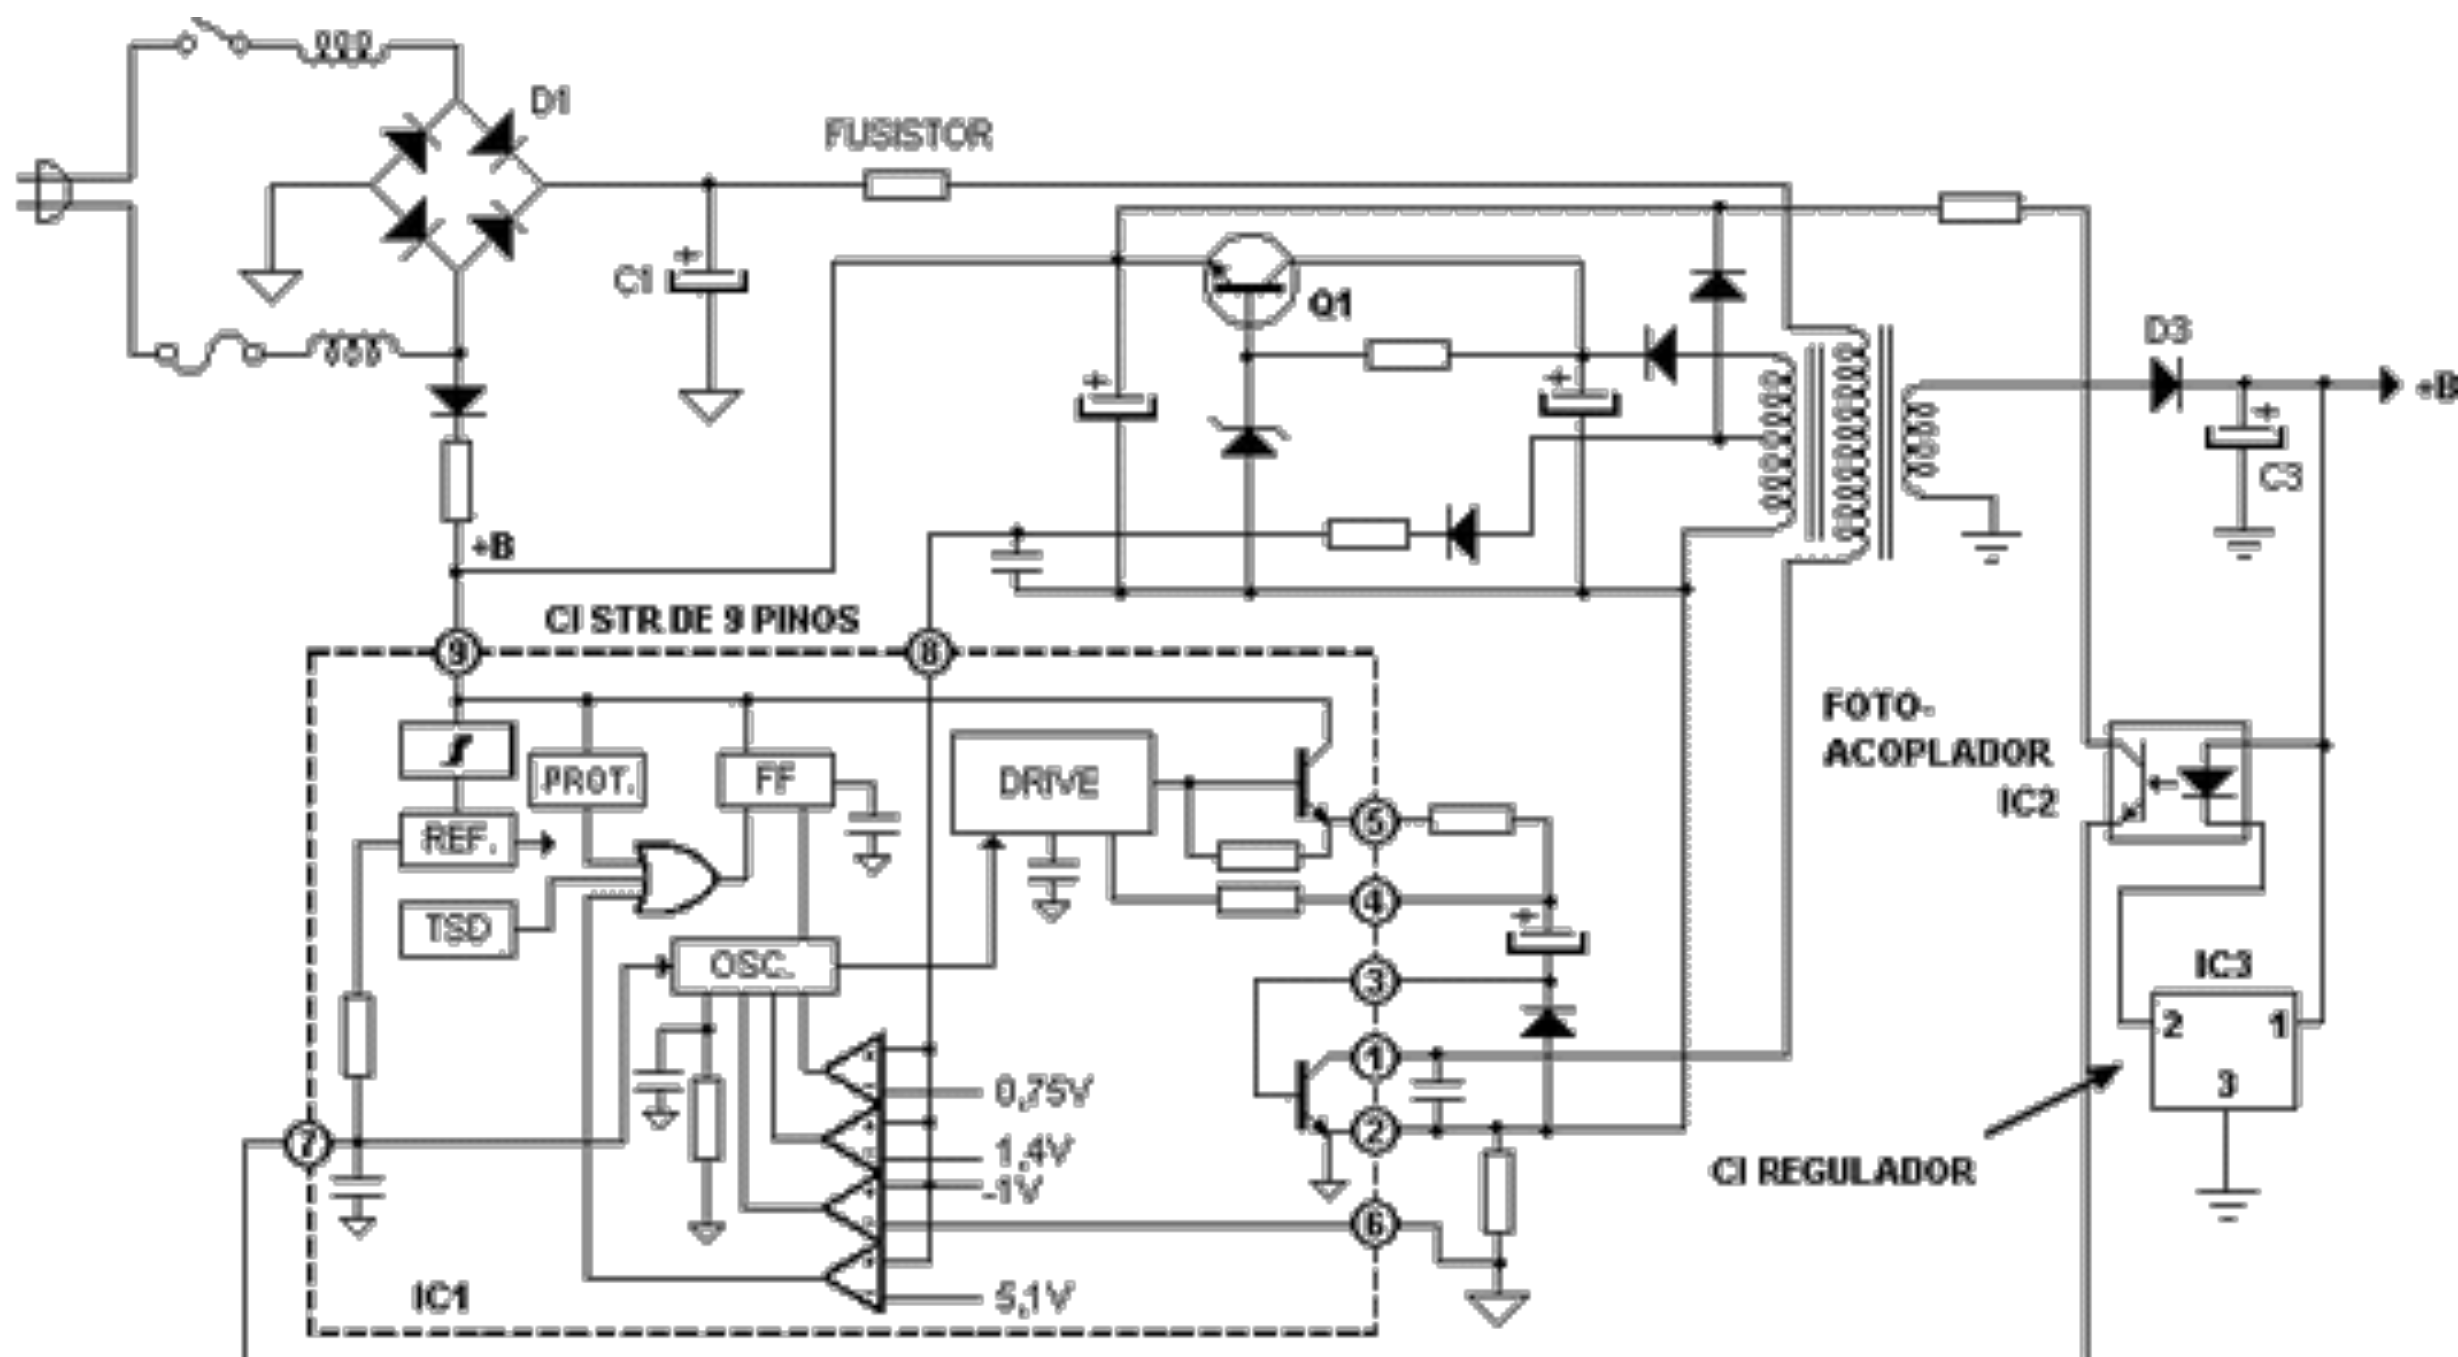 D1
FUSISTOR
C1
Q1
D3
+B
C3
+B
CI STR DE 9 PINOS
9
8
FOTO-
ACOPLADOR
IC2
PROT.
FF
DRIVE
REF.
5
TSD
4
OSC.
3
IC3
2
1
3
1
0,75V
7
1,4V
2
-1V
CI REGULADOR
6
IC1
5,1V